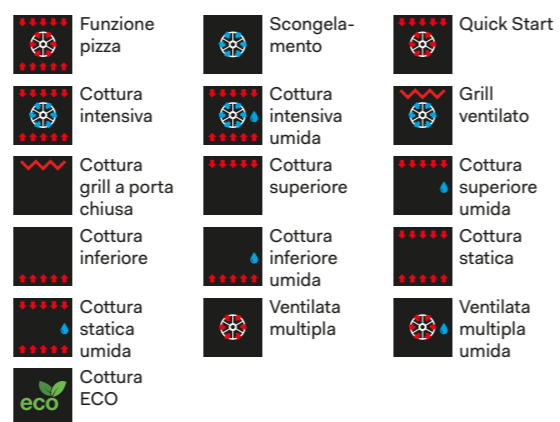 Funzione
pizza
Scongela-
mento
Quick Start
Cottura
intensiva
Cottura
intensiva
umida
Grill
ventilato
Cottura
grill a porta
chiusa
Cottura
superiore
Cottura
superiore
umida
Cottura
inferiore
Cottura
inferiore
umida
Cottura
statica
Cottura
statica
umida
Ventilata
multipla
Ventilata
multipla
umida
eco
Cottura
ECO